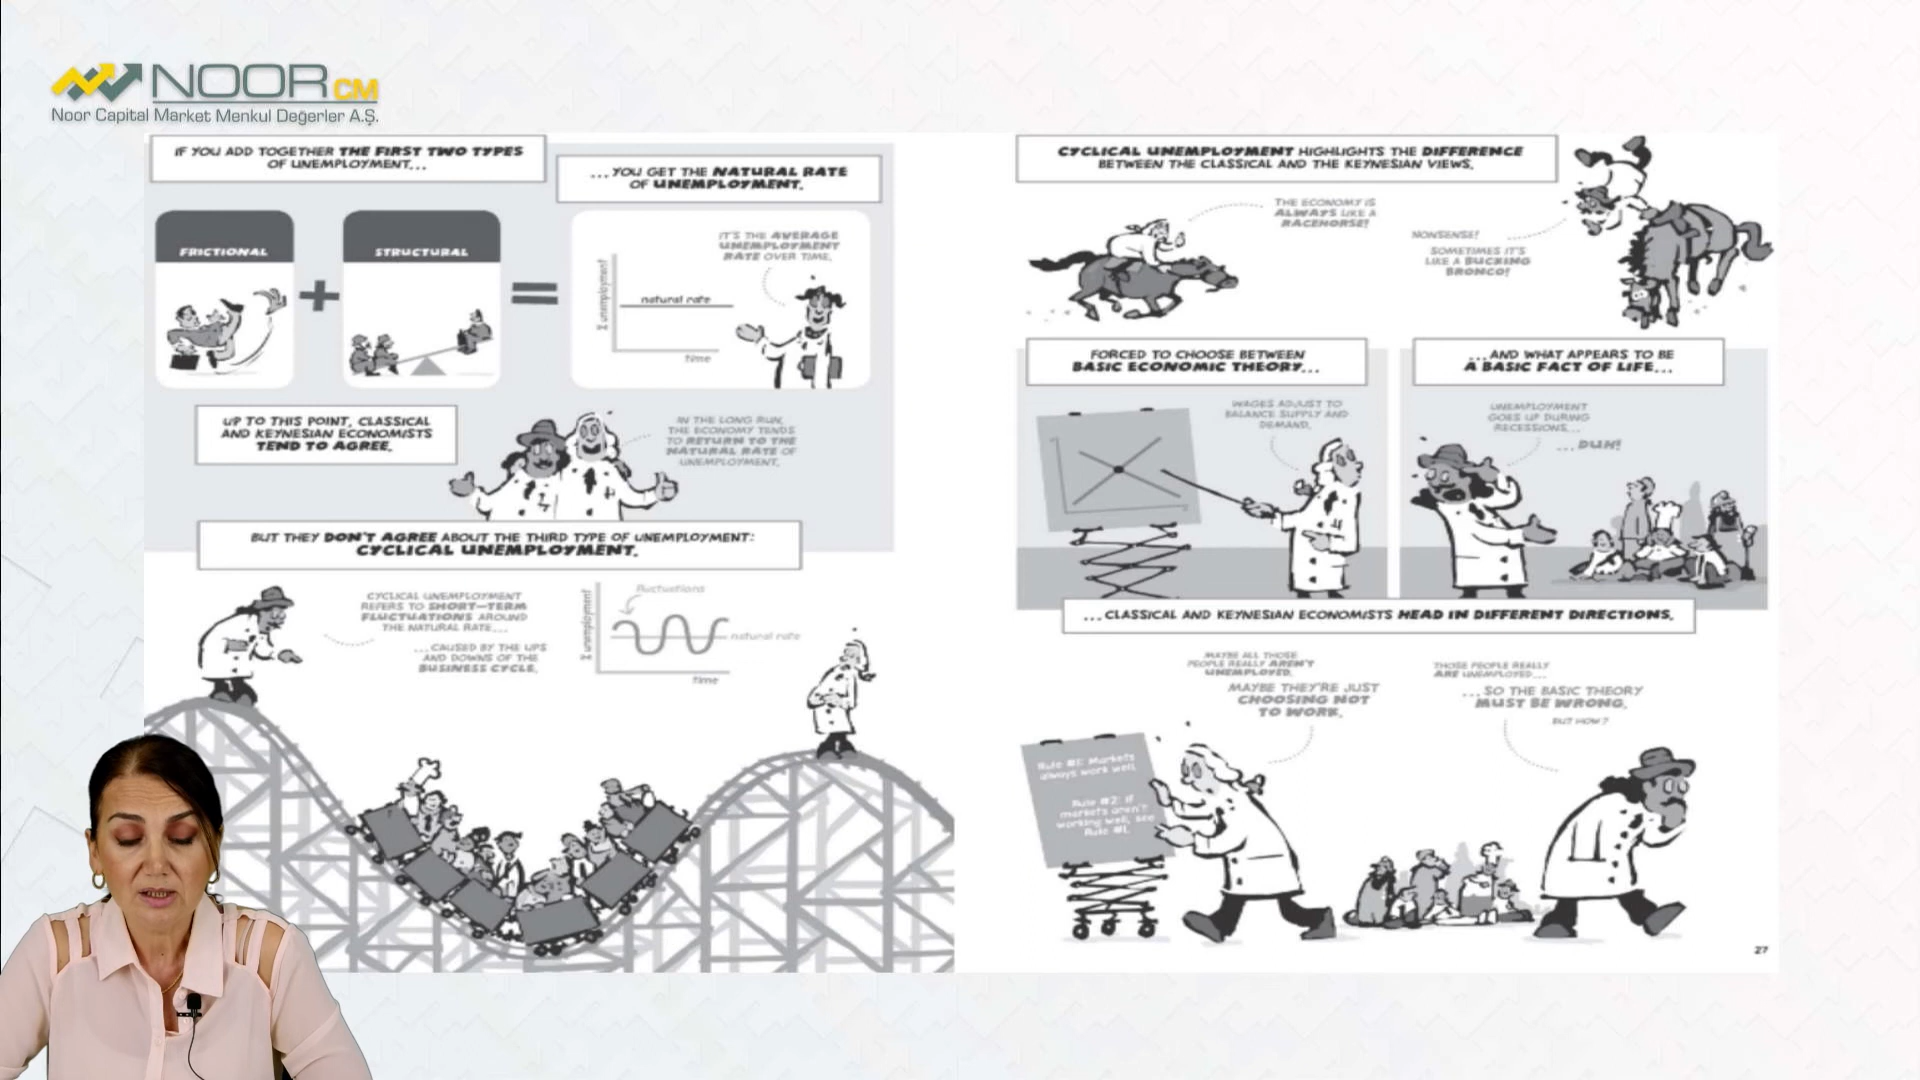 NOOR CM
Noor Capital Market Menkul Değerler A.Ş.
IF YOU ADD TOGETHER THE FIRST TWO TYPES
OF UNEMPLOYMENT...
...YOU GET THE NATURAL RATE
OF UNEMPLOYMENT.
FRICTIONAL
+
STRUCTURAL
=
IT'S THE AVERAGE
UNEMPLOYMENT
RATE OVER TIME.
% unemployment
natural rate
time
UP TO THIS POINT, CLASSICAL
AND KEYNESIAN ECONOMISTS
TEND TO AGREE.
IN THE LONG RUN,
THE ECONOMY TENDS
TO RETURN TO THE
NATURAL RATE OF
UNEMPLOYMENT.
BUT THEY DON'T AGREE ABOUT THE THIRD TYPE OF UNEMPLOYMENT:
CYCLICAL UNEMPLOYMENT.
CYCLICAL UNEMPLOYMENT
REFERS TO SHORT-TERM
FLUCTUATIONS AROUND
THE NATURAL RATE...
...CAUSED BY THE UPS
AND DOWNS OF THE
BUSINESS CYCLE.
% unemployment
fluctuations
natural rate
time
CYCLICAL UNEMPLOYMENT HIGHLIGHTS THE DIFFERENCE
BETWEEN THE CLASSICAL AND THE KEYNESIAN VIEWS.
THE ECONOMY IS
ALWAYS LIKE A
RACEHORSE!
NONSENSE!
SOMETIMES IT'S
LIKE A BUCKING
BRONCO!
FORCED TO CHOOSE BETWEEN
BASIC ECONOMIC THEORY...
WAGES ADJUST TO
BALANCE SUPPLY AND
DEMAND.
...AND WHAT APPEARS TO BE
A BASIC FACT OF LIFE...
UNEMPLOYMENT
GOES UP DURING
RECESSIONS...
...DUH!
...CLASSICAL AND KEYNESIAN ECONOMISTS HEAD IN DIFFERENT DIRECTIONS.
MAYBE ALL THOSE
PEOPLE REALLY AREN'T
UNEMPLOYED.
MAYBE THEY'RE JUST
CHOOSING NOT
TO WORK.
THOSE PEOPLE REALLY
ARE UNEMPLOYED...
...SO THE BASIC THEORY
MUST BE WRONG.
BUT HOW?
Rule #1: Markets
always work well.
Rule #2: If
markets aren't
working well, see
Rule #1.
27